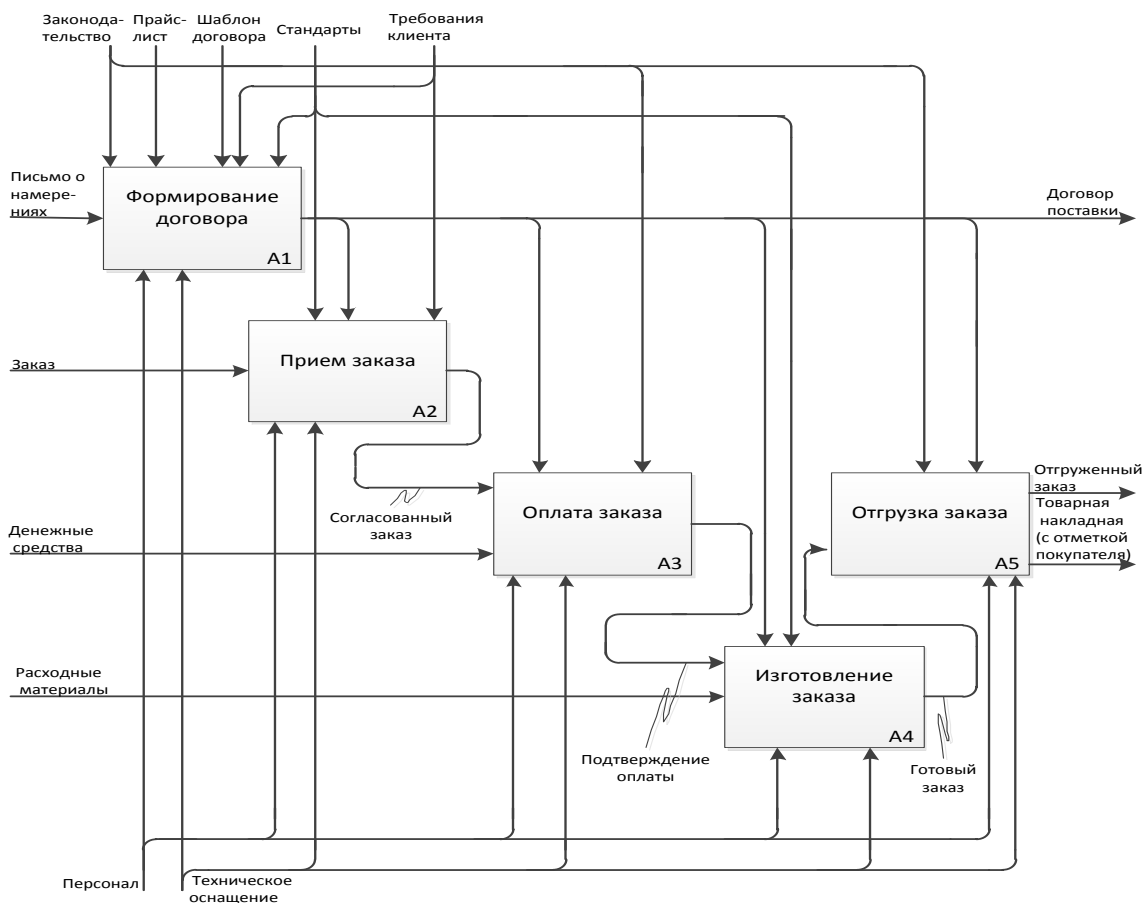 Законода-
тельство
Прайс-
лист
Шаблон
договора
Стандарты
Требования
клиента
Письмо о
намере-
ниях
Формирование
договора
A1
Договор
поставки
Заказ
Прием заказа
A2
Согласованный
заказ
Денежные
средства
Оплата заказа
A3
Отгрузка заказа
A5
Отгруженный
заказ
Товарная
накладная
(с отметкой
покупателя)
Расходные
материалы
Изготовление
заказа
A4
Подтверждение
оплаты
Готовый
заказ
Персонал
Техническое
оснащение